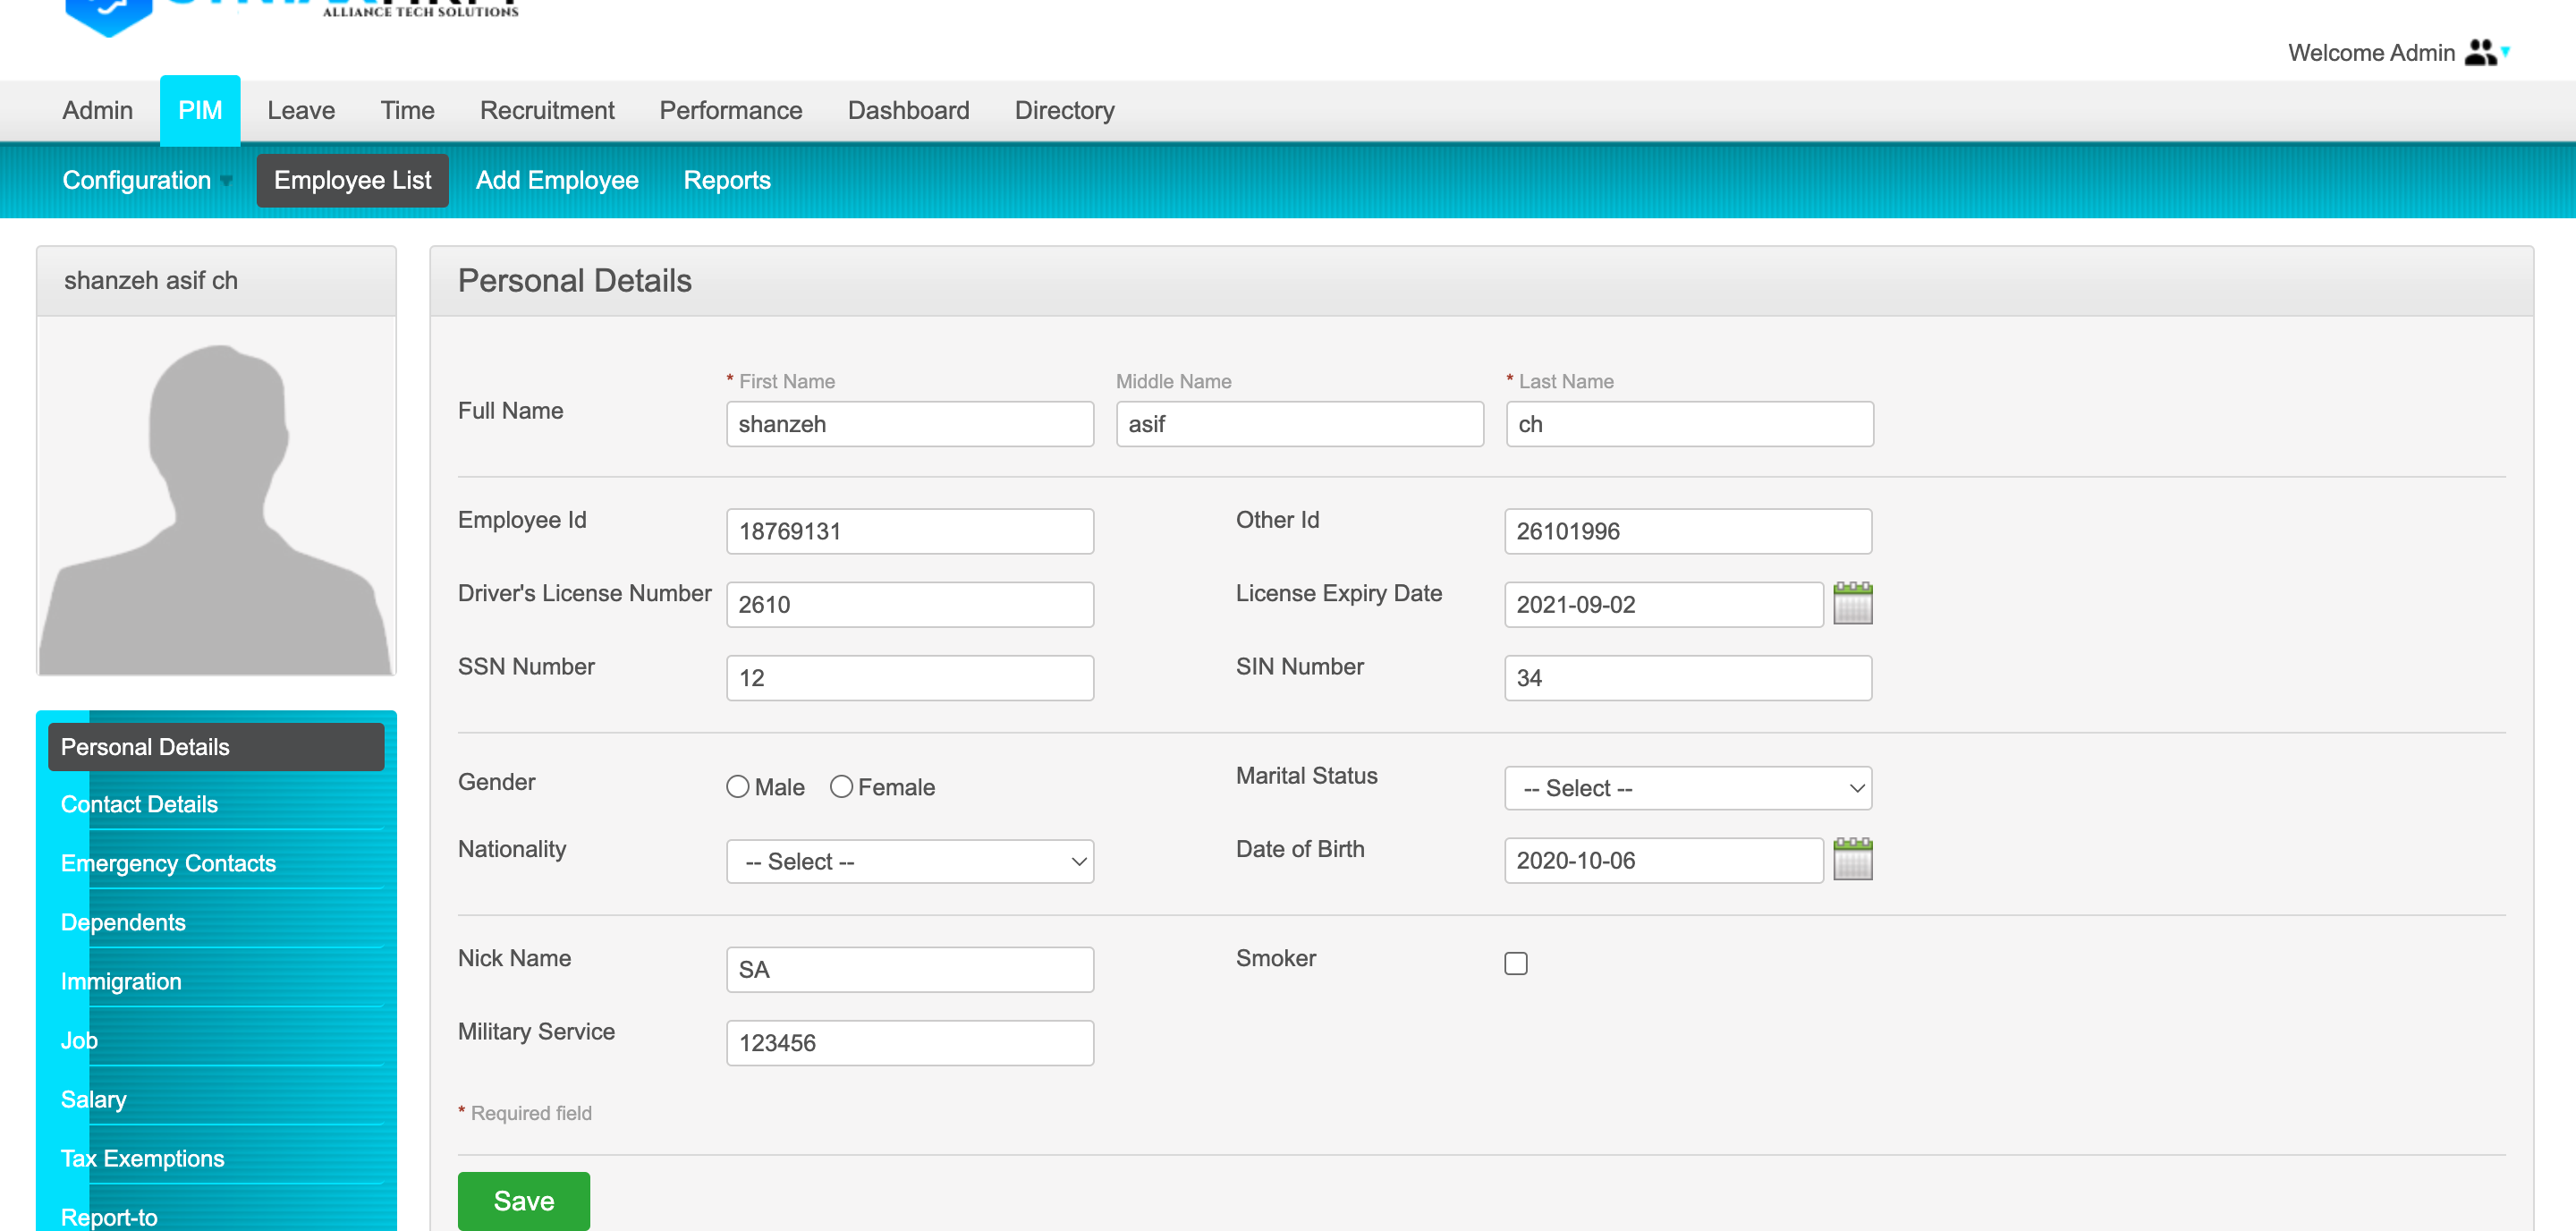 ALLIANCE TECH SOLUTIONS
Welcome Admin
Admin PIM Leave Time Recruitment Performance Dashboard Directory
Configuration Employee List Add Employee Reports
shanzeh asif ch
Personal Details
* First Name Middle Name * Last Name
Full Name shanzeh asif ch
Employee Id 18769131 Other Id 26101996
Driver's License Number 2610 License Expiry Date 2021-09-02
SSN Number 12 SIN Number 34
Gender Male Female Marital Status -- Select --
Nationality -- Select -- Date of Birth 2020-10-06
Nick Name SA Smoker
Military Service 123456
* Required field
Save
Personal Details
Contact Details
Emergency Contacts
Dependents
Immigration
Job
Salary
Tax Exemptions
Report-to